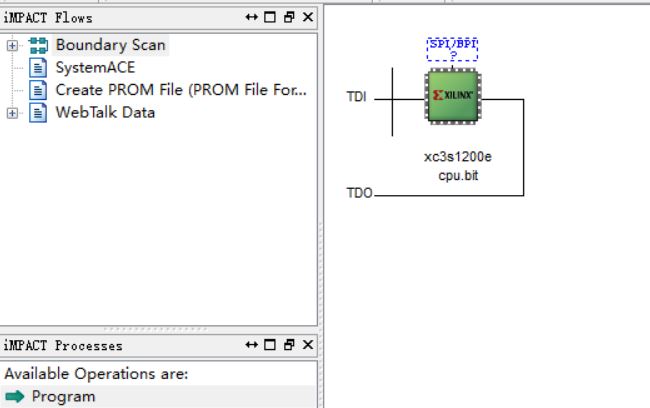 iMPACT Flows
Boundary Scan
SystemACE
Create PROM File (PROM File For...
WebTalk Data
iMPACT Processes
Available Operations are:
Program
SPI/BPI
?
TDI
XILINX
xc3s1200e
cpu.bit
TDO